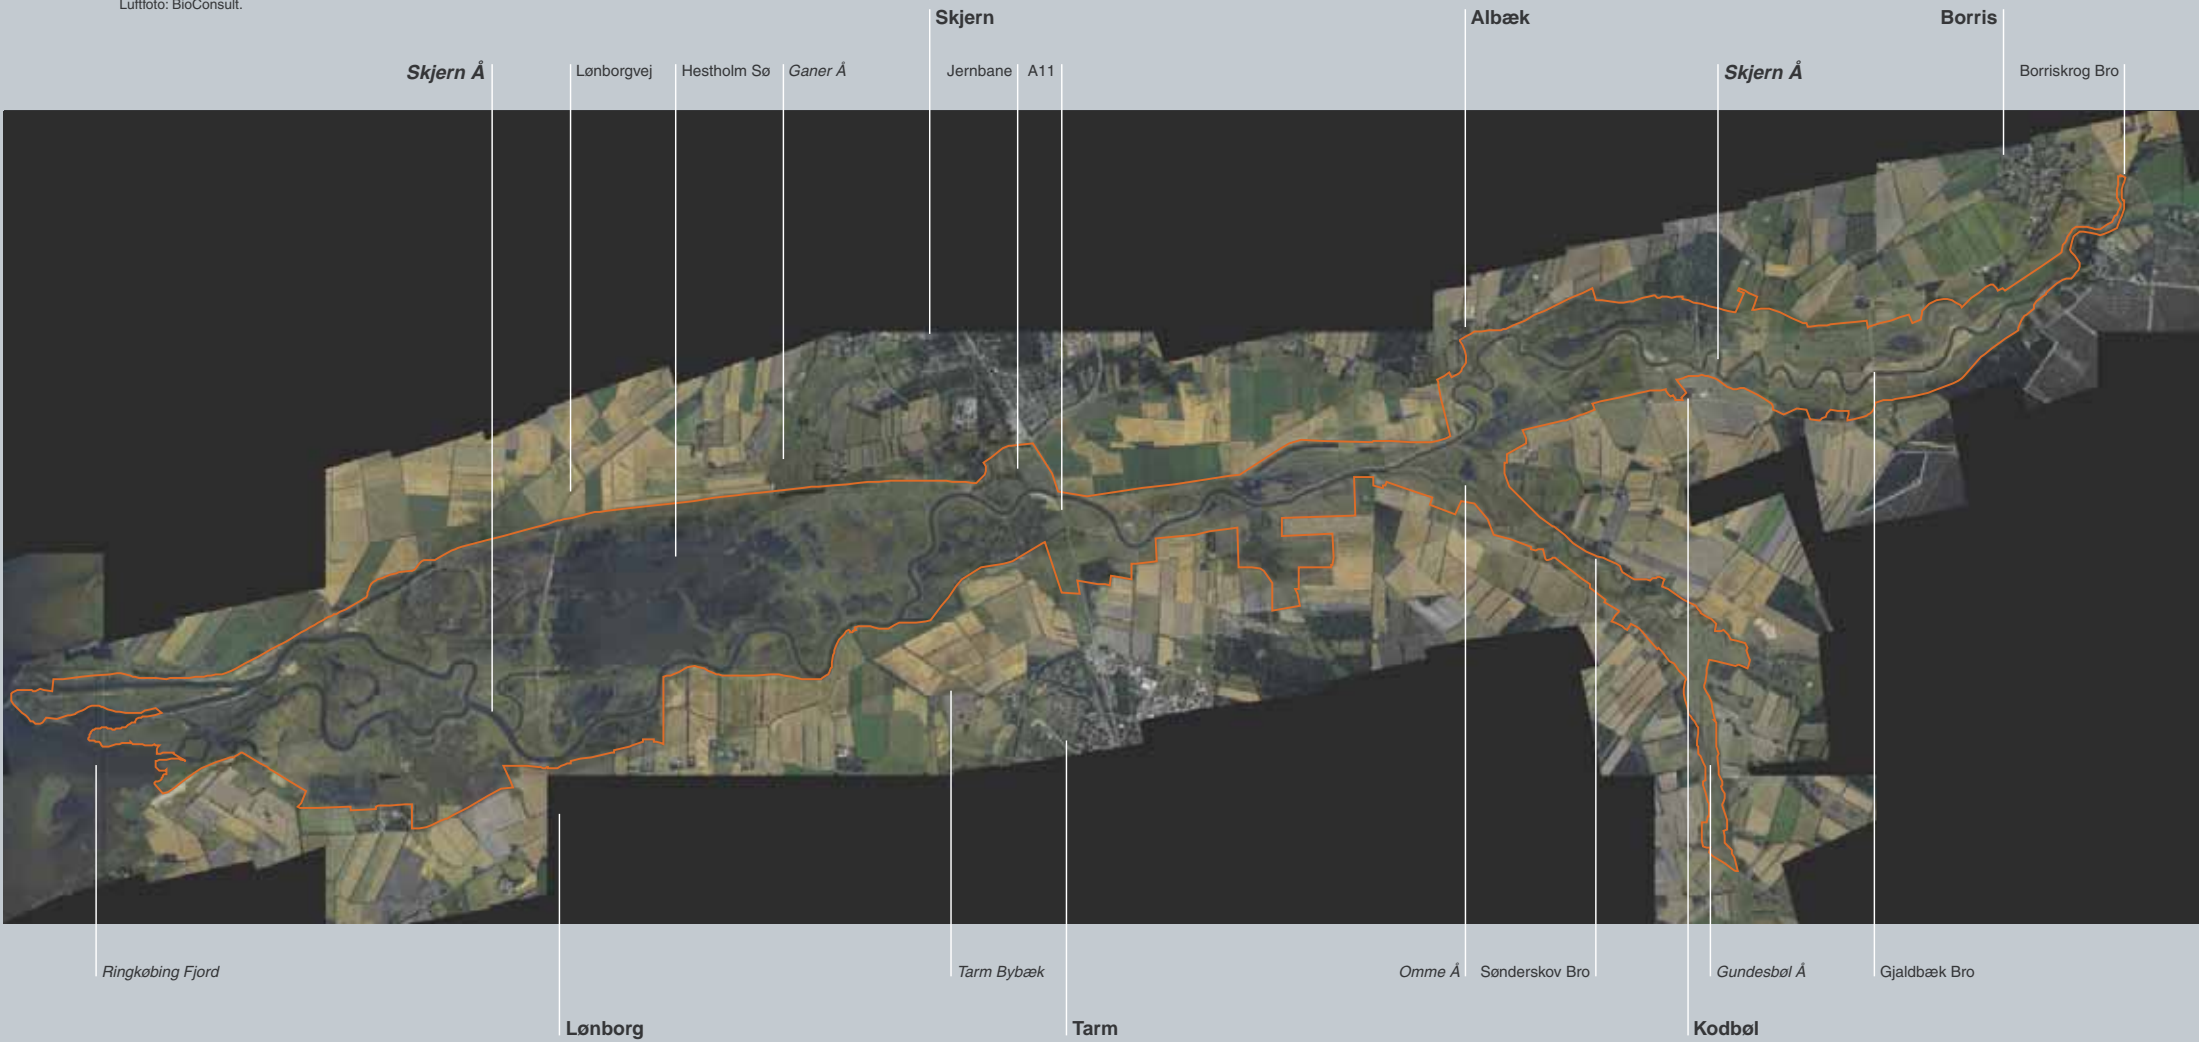 Luftfoto: BioConsult.
Skjern
Albæk
Borris
Skjern Å
Lønborgvej
Hestholm Sø
Ganer Å
Jernbane
A11
Skjern Å
Borriskrog Bro
Ringkøbing Fjord
Tarm Bybæk
Omme Å
Sønderskov Bro
Gundesbøl Å
Gjaldbæk Bro
Lønborg
Tarm
Kodbøl